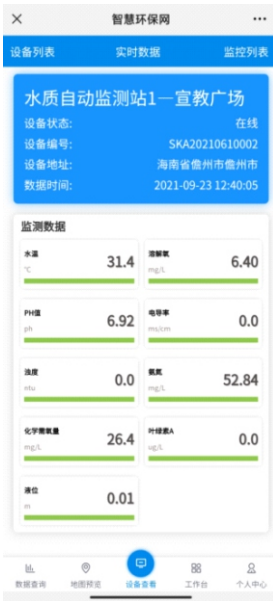 智慧环保网
设备列表 实时数据 监控列表
水质自动监测站1—宣教广场
设备状态: 在线
设备编号: SKA20210610002
设备地址: 海南省儋州市儋州市
数据时间: 2021-09-23 12:40:05
监测数据
水温 溶解氧
℃ 31.4 mg/L 6.40
PH值 电导率
ph 6.92 ms/cm 0.0
浊度 氨氮
ntu 0.0 mg/L 52.84
化学需氧量 叶绿素A
mg/L 26.4 ug/L 0.0
液位
m 0.01
数据查询 地图预览 设备查看 工作台 个人中心